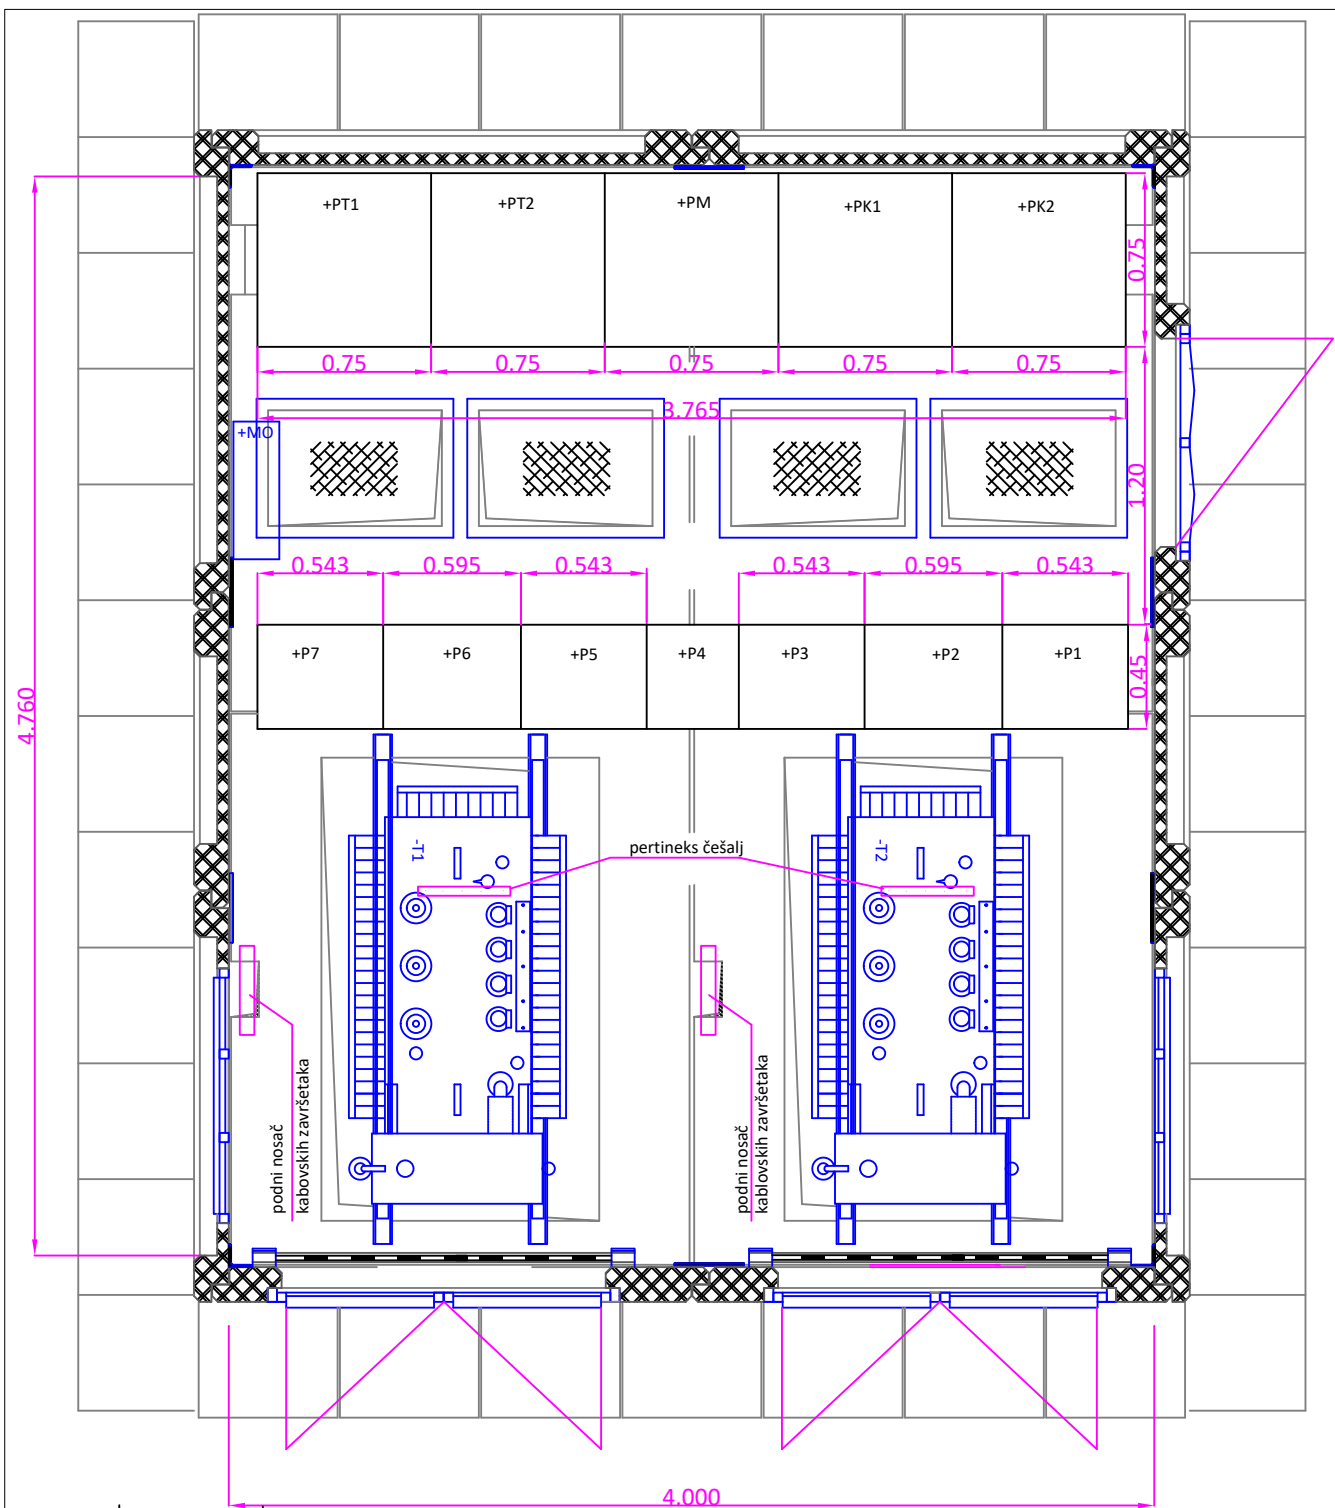 +PT1
+PT2
+PM
+PK1
+PK2
0.75
0.75
0.75
0.75
0.75
0.75
3.765
+MO
1.20
0.543
0.595
0.543
0.543
0.595
0.543
+P7
+P6
+P5
+P4
+P3
+P2
+P1
0.45
4.760
-T1
pertineks češalj
-T2
podni nosač
kabovskih završetaka
podni nosač
kablovskih završetaka
4.000